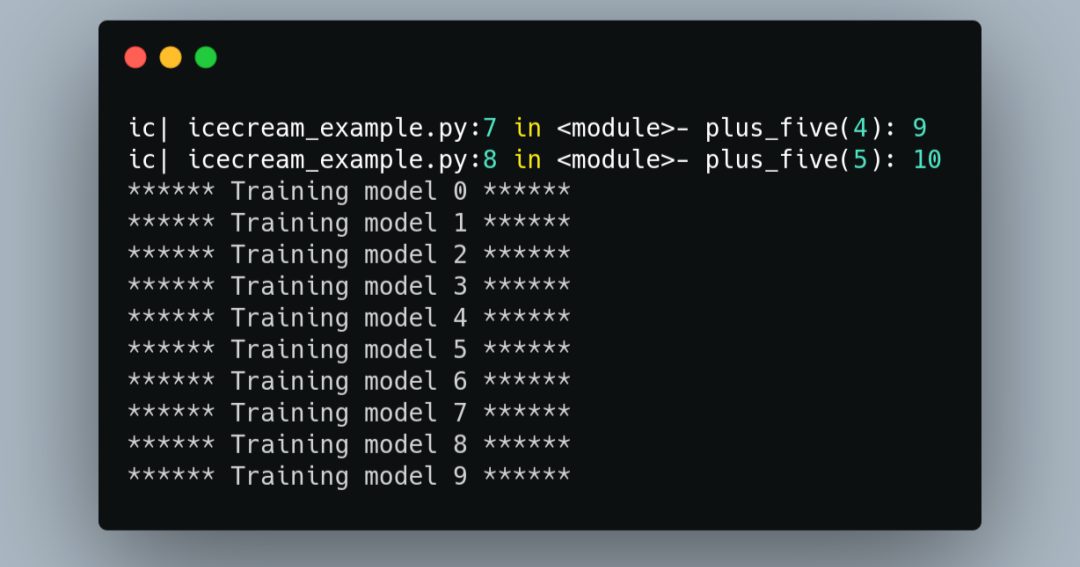 ic| icecream_example.py:7 in <module>- plus_five(4): 9
ic| icecream_example.py:8 in <module>- plus_five(5): 10
****** Training model 0 ******
****** Training model 1 ******
****** Training model 2 ******
****** Training model 3 ******
****** Training model 4 ******
****** Training model 5 ******
****** Training model 6 ******
****** Training model 7 ******
****** Training model 8 ******
****** Training model 9 ******